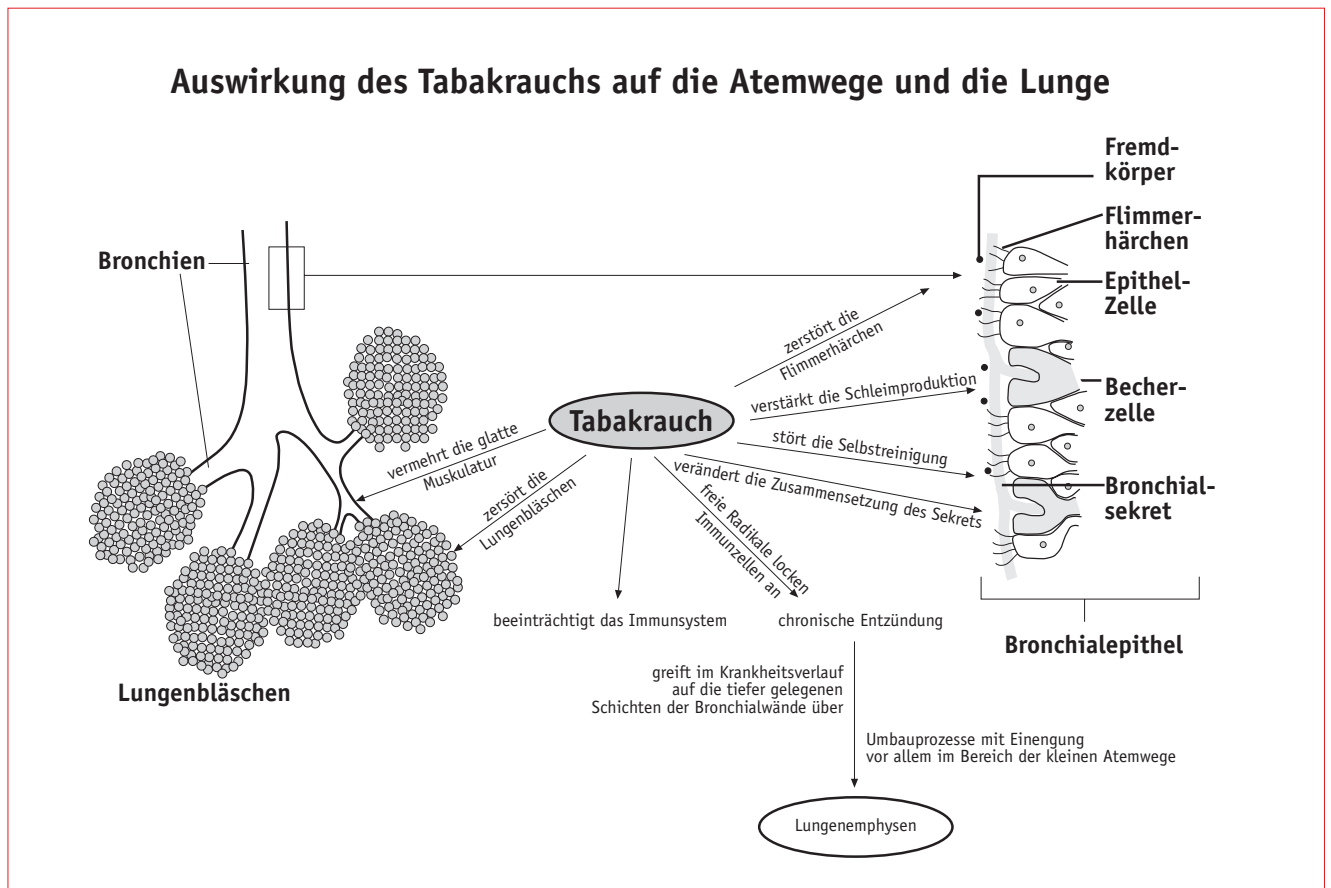 Auswirkung des Tabakrauchs auf die Atemwege und die Lunge
Bronchien
Lungenbläschen
Tabakrauch
vermehrt die glatte
Muskulatur
zersört die
Lungenbläschen
beeinträchtigt das Immunsystem
freie Radikale locken
Immunzellen an
chronische Entzündung
greift im Krankheitsverlauf
auf die tiefer gelegenen
Schichten der Bronchialwände über
Umbauprozesse mit Einengung
vor allem im Bereich der kleinen Atemwege
Lungenemphysen
zerstört die
Flimmerhärchen
verstärkt die Schleimproduktion
stört die Selbstreinigung
verändert die Zusammensetzung des Sekrets
Fremd-
körper
Flimmer-
härchen
Epithel-
Zelle
Becher-
zelle
Bronchial-
sekret
Bronchialepithel